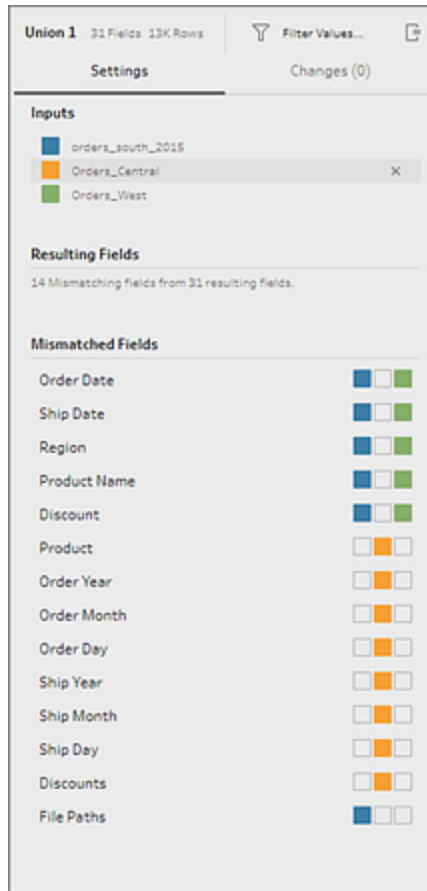 Union 1 31 Fields 13K Rows Filter Values...
Settings Changes (0)
Inputs
orders_south_2015
Orders_Central
Orders_West
Resulting Fields
14 Mismatching fields from 31 resulting fields.
Mismatched Fields
Order Date
Ship Date
Region
Product Name
Discount
Product
Order Year
Order Month
Order Day
Ship Year
Ship Month
Ship Day
Discounts
File Paths